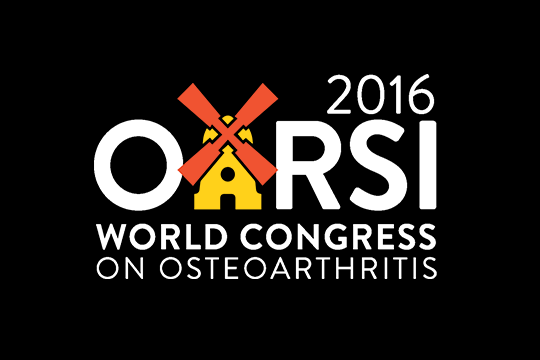 2016
OARSI
WORLD CONGRESS
ON OSTEOARTHRITIS